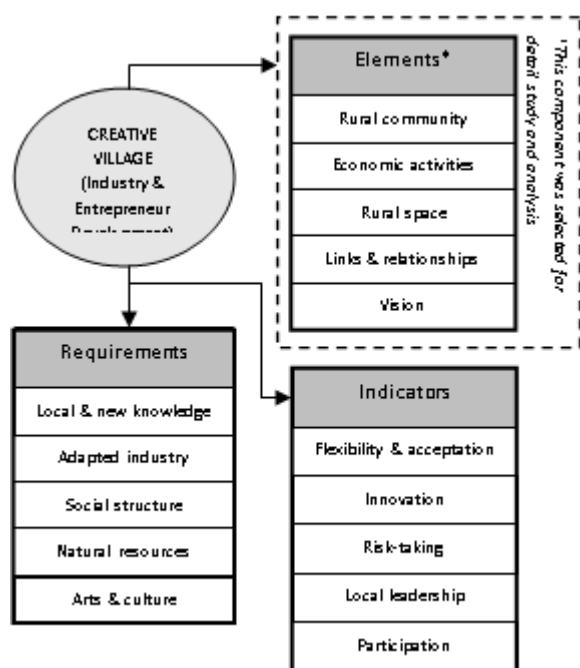 CREATIVE
VILLAGE
(Industry &
Entrepreneur
Elements*
Rural community
Economic activities
Rural space
Links & relationships
Vision
*This component was selected for
detail study and analysis
Requirements
Local & new knowledge
Adapted industry
Social structure
Natural resources
Arts & culture
Indicators
Flexibility & acceptation
Innovation
Risk-taking
Local leadership
Participation